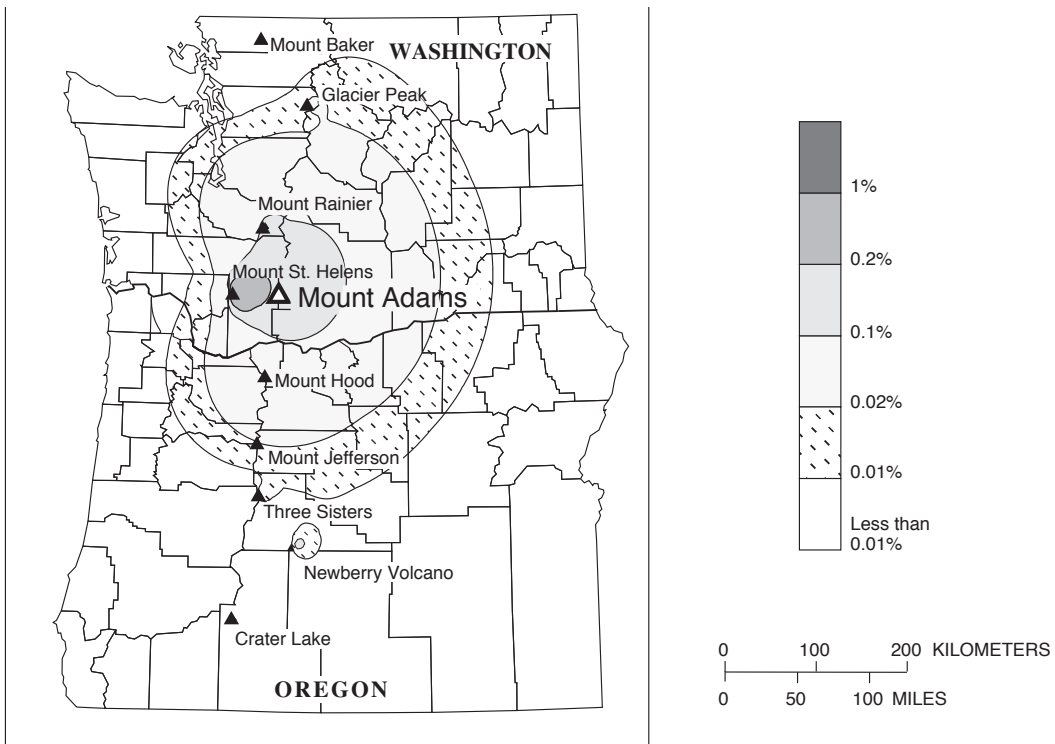 Mount Baker
WASHINGTON
Glacier Peak
Mount Rainier
Mount St. Helens
Mount Adams
Mount Hood
Mount Jefferson
Three Sisters
Newberry Volcano
Crater Lake
OREGON
1%
0.2%
0.1%
0.02%
0.01%
Less than
0.01%
0 100 200 KILOMETERS
0 50 100 MILES